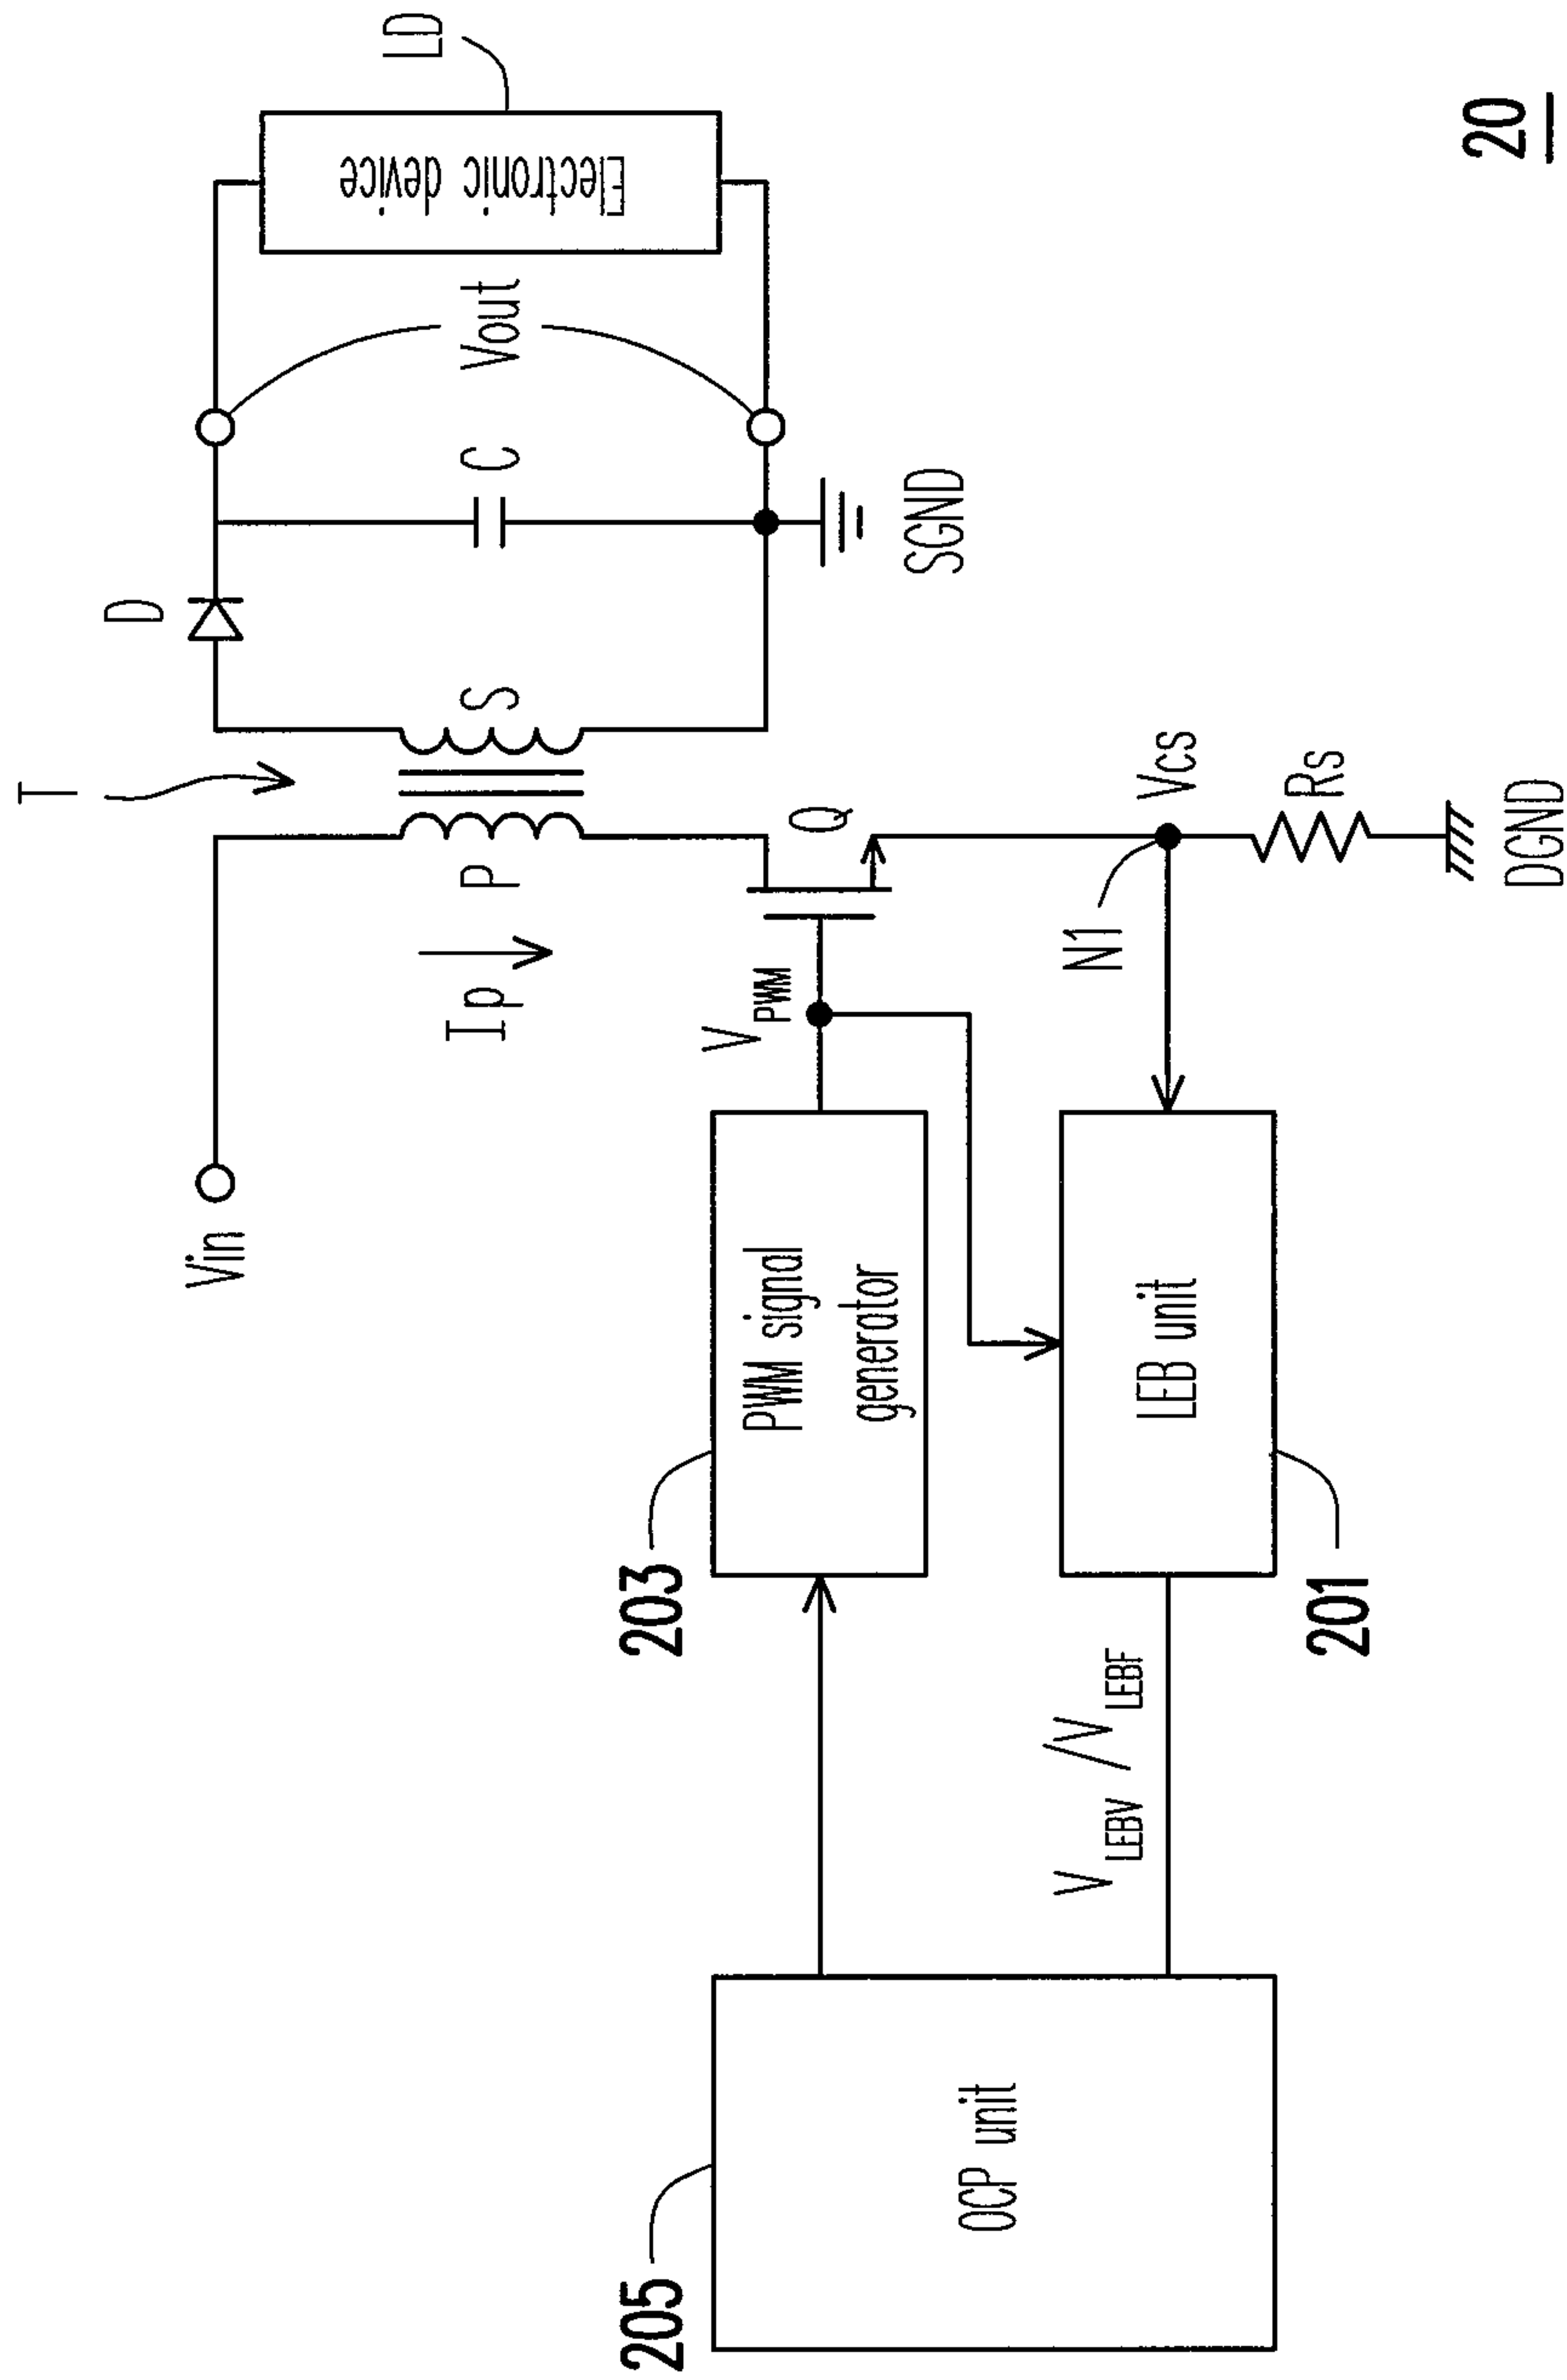 T
D
LD
Vin
Ip
P
S
C
Vout
Electronic device
203
PWM signal
generator
VPWM
Q
SGND
205
OCP unit
VLEBV /VLEBF
LEB unit
201
N1
Vcs
Rs
DGND
20